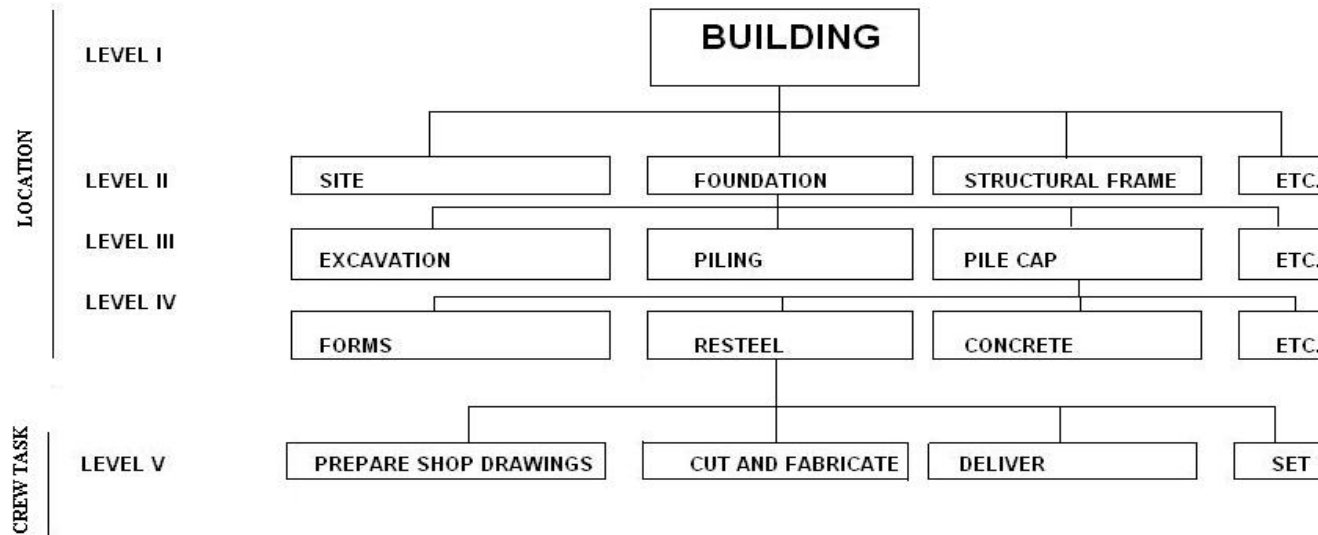 BUILDING
LEVEL I
LOCATION
LEVEL II
SITE
FOUNDATION
STRUCTURAL FRAME
ETC.
LEVEL III
EXCAVATION
PILING
PILE CAP
ETC.
LEVEL IV
FORMS
RESTEEL
CONCRETE
ETC.
CREW TASK
LEVEL V
PREPARE SHOP DRAWINGS
CUT AND FABRICATE
DELIVER
SET